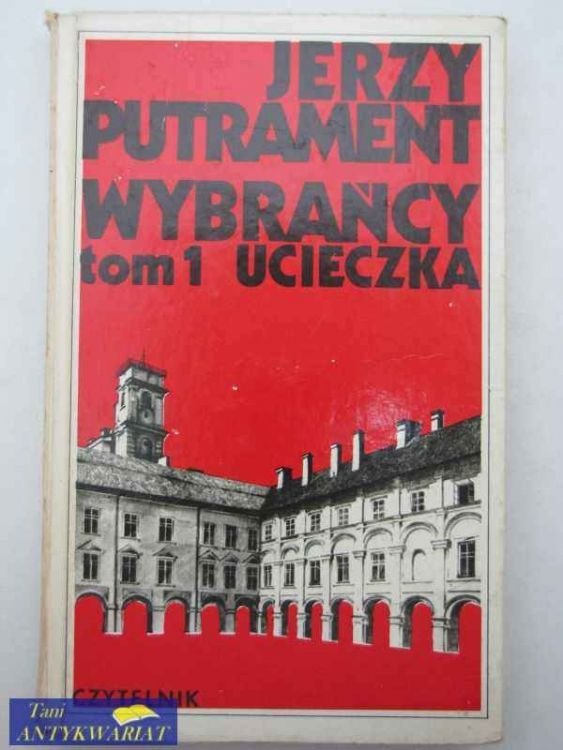 JERZY
PUTRAMENT
WYBRAŃCY
tom 1 UCIECZKA
CZYTELNIK
Tani
ANTYKWARIAT